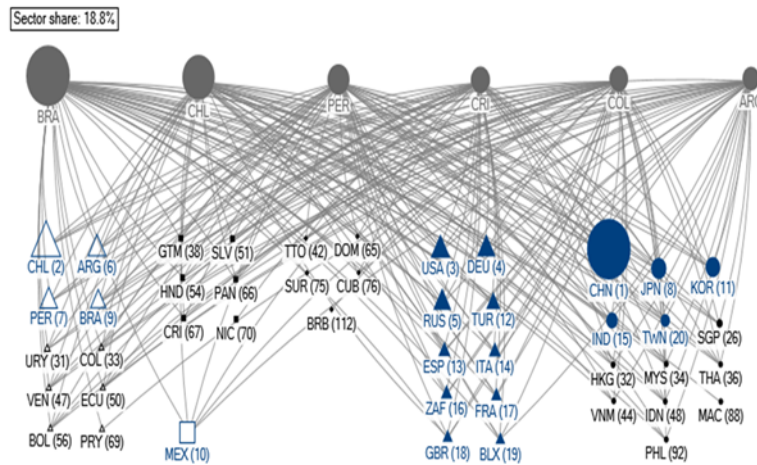 Sector share: 18.8%
BRA CHL PER CRI COL ARG
GTM (38) SLV (51) TTO (42) DOM (65)
CHL (2) ARG (6) USA (3) DEU (4)
HND (54) PAN (66) SUR (75) CUB (76) CHN (1) JPN (8) KOR (11)
PER (7) BRA (9) CRI (67) NIC (70) BRB (112) RUS (5) TUR (12) IND (15) TWN (20) SGP (26)
URY (31) COL (33) ESP (13) ITA (14) HKG (32) MYS (34) THA (36)
VEN (47) ECU (50) ZAF (16) FRA (17) VNM (44) IDN (48) MAC (88)
BOL (56) PRY (69) MEX (10) GBR (18) BLX (19) PHL (92)